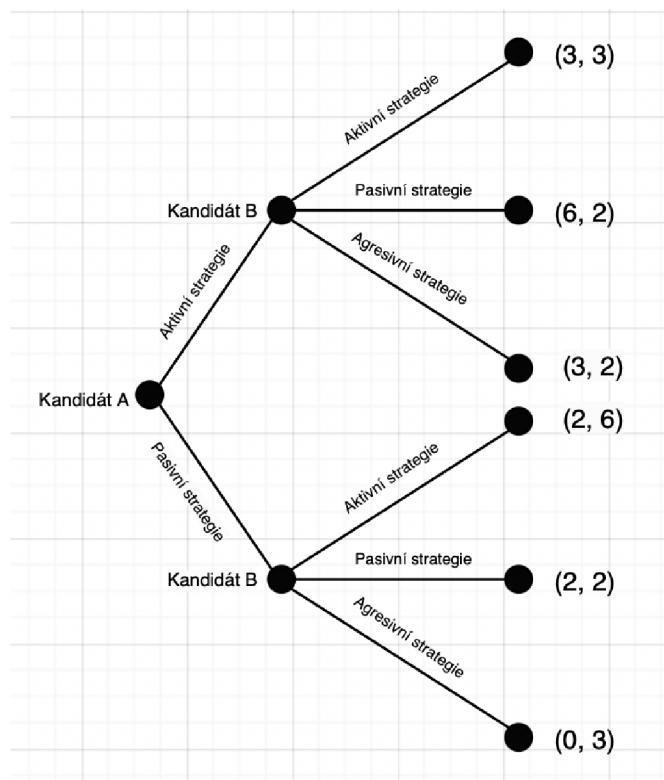 (3, 3)
Aktivní strategie
Pasivní strategie
Kandidát B
(6, 2)
Agresivní strategie
Aktivní strategie
(3, 2)
Kandidát A
(2, 6)
Aktivní strategie
Pasivní strategie
Pasivní strategie
Kandidát B
(2, 2)
Agresivní strategie
(0, 3)